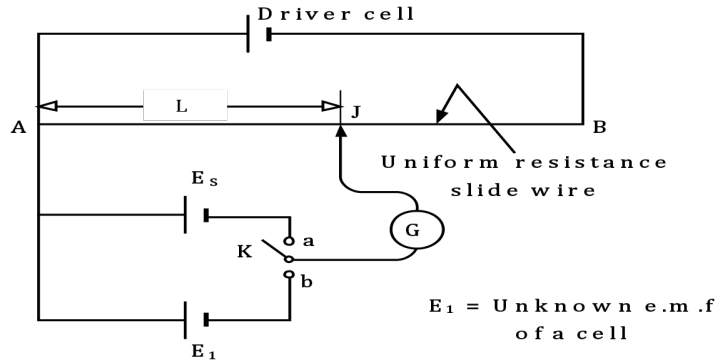 Driver cell
L
J
A
B
Uniform resistance
slide wire
Es
a
G
K
b
E₁ = Unknown e.m.f
of a cell
E₁